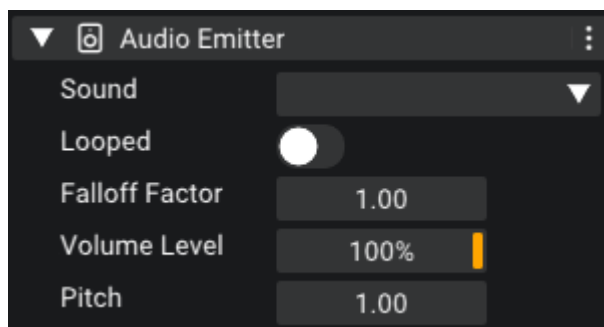 Audio Emitter
Sound
Looped
Falloff Factor 1.00
Volume Level 100%
Pitch 1.00